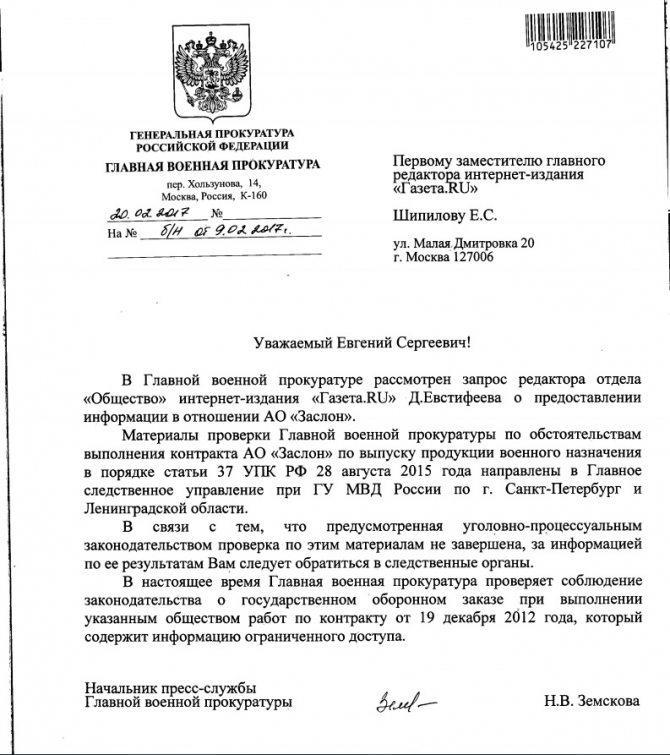 105425 227107
ГЕНЕРАЛЬНАЯ ПРОКУРАТУРА
РОССИЙСКОЙ ФЕДЕРАЦИИ
ГЛАВНАЯ ВОЕННАЯ ПРОКУРАТУРА
пер. Хользунова, 14,
Москва, Россия, К-160
20.02.2017 №
На № б/н от 9.02.2017г.
Первому заместителю главного
редактора интернет-издания
«Газета.RU»
Шипилову Е.С.
ул. Малая Дмитровка 20
г. Москва 127006
Уважаемый Евгений Сергеевич!
В Главной военной прокуратуре рассмотрен запрос редактора отдела
«Общество» интернет-издания «Газета.RU» Д.Евстифеева о предоставлении
информации в отношении АО «Заслон».
Материалы проверки Главной военной прокуратуры по обстоятельствам
выполнения контракта АО «Заслон» по выпуску продукции военного назначения
в порядке статьи 37 УПК РФ 28 августа 2015 года направлены в Главное
следственное управление при ГУ МВД России по г. Санкт-Петербург и
Ленинградской области.
В связи с тем, что предусмотренная уголовно-процессуальным
законодательством проверка по этим материалам не завершена, за информацией
по ее результатам Вам следует обратиться в следственные органы.
В настоящее время Главная военная прокуратура проверяет соблюдение
законодательства о государственном оборонном заказе при выполнении
указанным обществом работ по контракту от 19 декабря 2012 года, который
содержит информацию ограниченного доступа.
Начальник пресс-службы
Главной военной прокуратуры
Н.В. Земскова